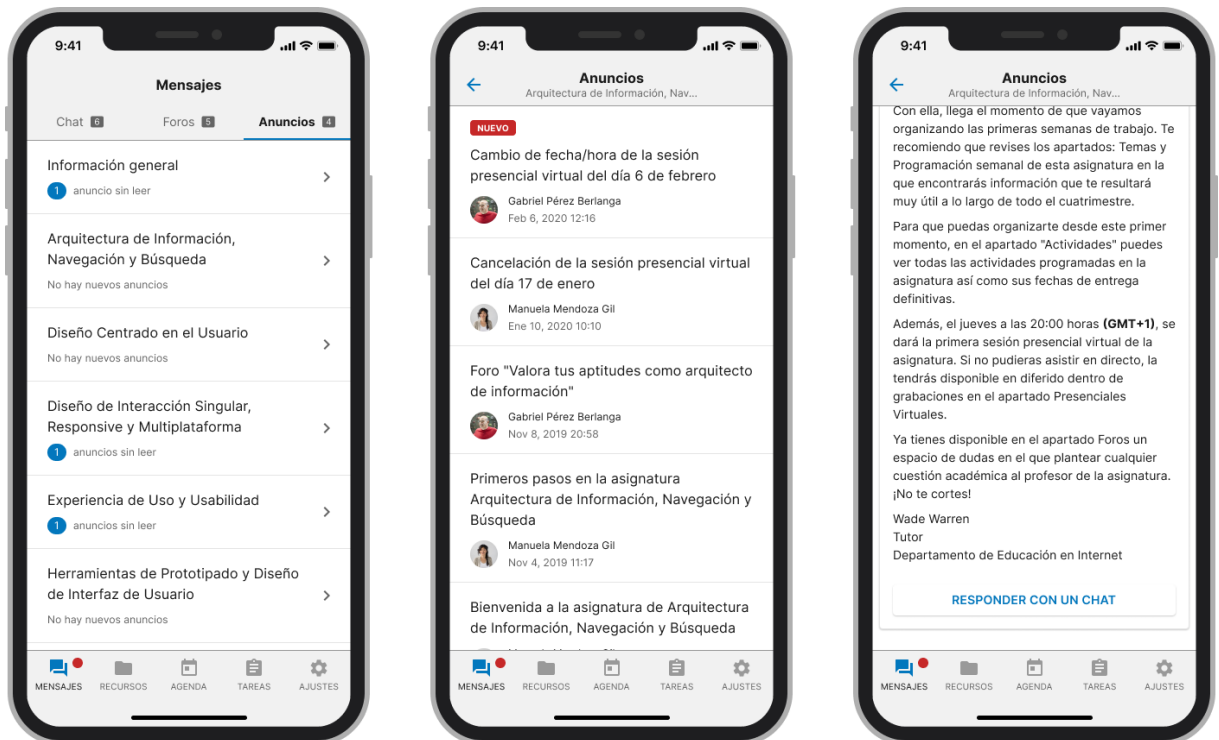 9:41
Mensajes
Chat 6 Foros 5 Anuncios 4
Información general
1 anuncio sin leer
Arquitectura de Información,
Navegación y Búsqueda
No hay nuevos anuncios
Diseño Centrado en el Usuario
No hay nuevos anuncios
Diseño de Interacción Singular,
Responsive y Multiplataforma
1 anuncios sin leer
Experiencia de Uso y Usabilidad
1 anuncios sin leer
Herramientas de Prototipado y Diseño
de Interfaz de Usuario
No hay nuevos anuncios
MENSAJES RECURSOS AGENDA TAREAS AJUSTES
9:41
Anuncios
Arquitectura de Información, Nav...
NUEVO
Cambio de fecha/hora de la sesión
presencial virtual del día 6 de febrero
Gabriel Pérez Berlanga
Feb 6, 2020 12:16
Cancelación de la sesión presencial virtual
del día 17 de enero
Manuela Mendoza Gil
Ene 10, 2020 10:10
Foro "Valora tus aptitudes como arquitecto
de información"
Gabriel Pérez Berlanga
Nov 8, 2019 20:58
Primeros pasos en la asignatura
Arquitectura de Información, Navegación y
Búsqueda
Manuela Mendoza Gil
Nov 4, 2019 11:17
Bienvenida a la asignatura de Arquitectura
de Información, Navegación y Búsqueda
MENSAJES RECURSOS AGENDA TAREAS AJUSTES
9:41
Anuncios
Arquitectura de Información, Nav...
Con ella, llega el momento de que vayamos
organizando las primeras semanas de trabajo. Te
recomiendo que revises los apartados: Temas y
Programación semanal de esta asignatura en la
que encontrarás información que te resultará
muy útil a lo largo de todo el cuatrimestre.
Para que puedas organizarte desde este primer
momento, en el apartado "Actividades" puedes
ver todas las actividades programadas en la
asignatura así como sus fechas de entrega
definitivas.
Además, el jueves a las 20:00 horas (GMT+1), se
dará la primera sesión presencial virtual de la
asignatura. Si no pudieras asistir en directo, la
tendrás disponible en diferido dentro de
grabaciones en el apartado Presenciales
Virtuales.
Ya tienes disponible en el apartado Foros un
espacio de dudas en el que plantear cualquier
cuestión académica al profesor de la asignatura.
¡No te cortes!
Wade Warren
Tutor
Departamento de Educación en Internet
RESPONDER CON UN CHAT
MENSAJES RECURSOS AGENDA TAREAS AJUSTES